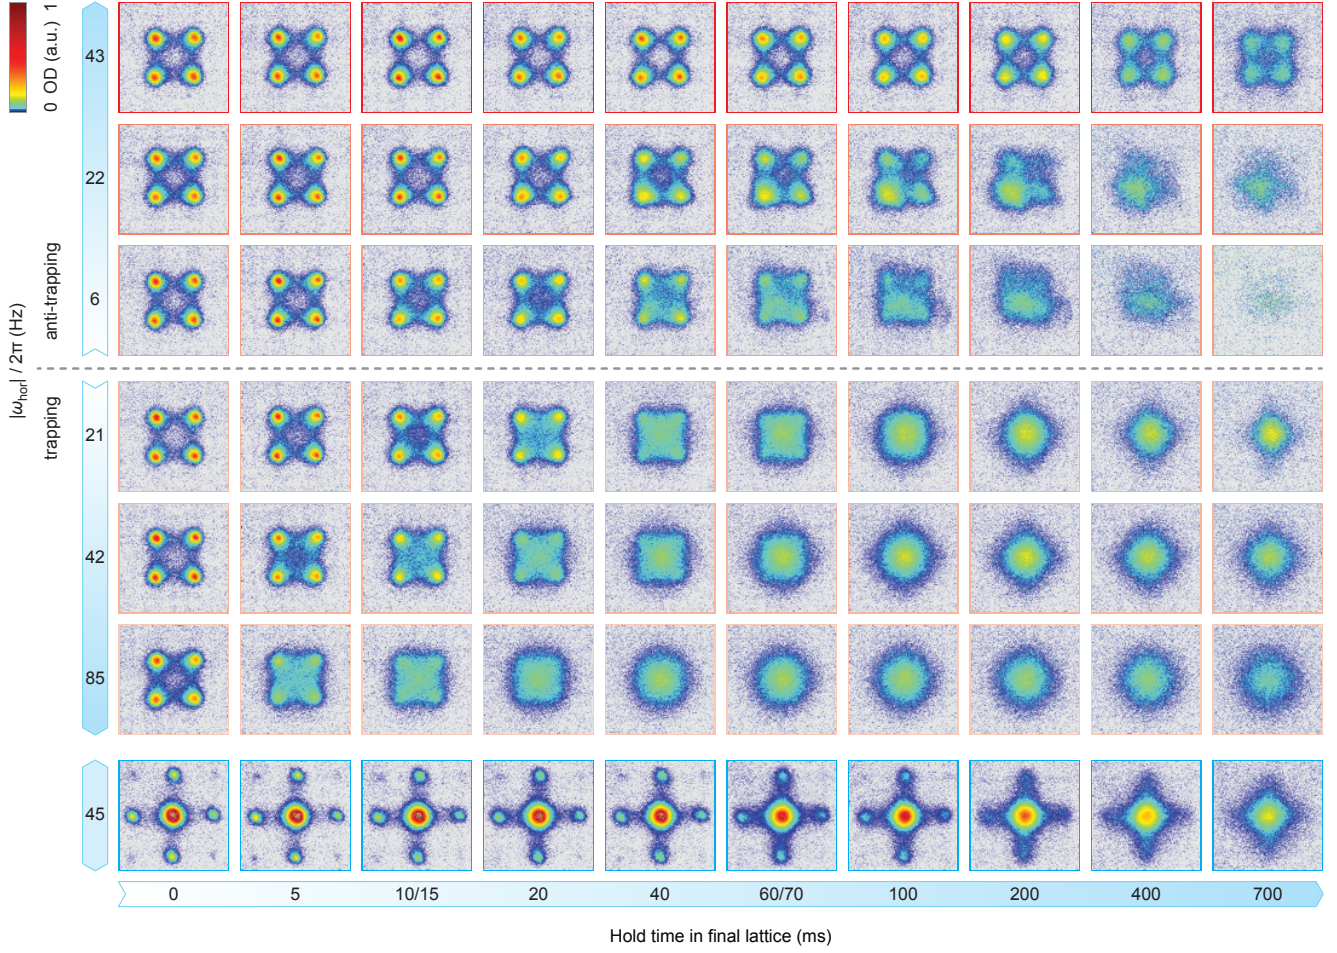 0 OD (a.u.) 1
|ω_hor| / 2π (Hz)
anti-trapping
trapping
43
22
6
21
42
85
45
0 5 10/15 20 40 60/70 100 200 400 700
Hold time in final lattice (ms)